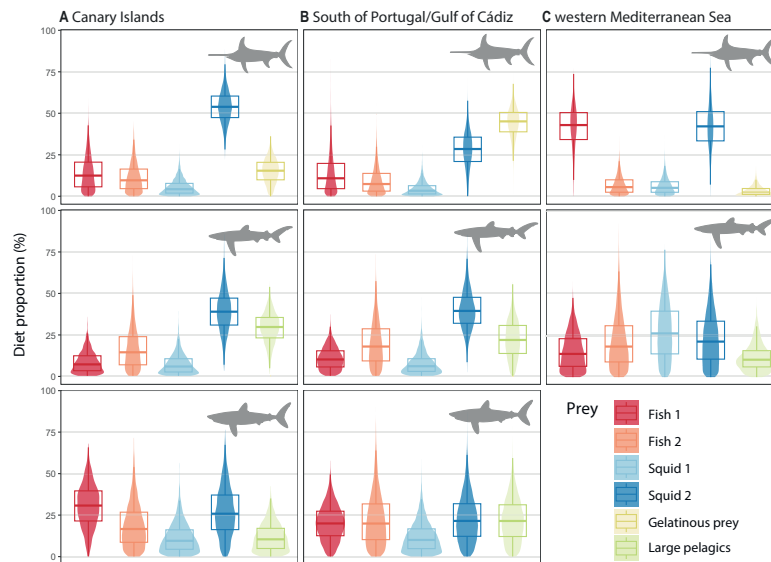 A Canary Islands
B South of Portugal/Gulf of Cádiz
C western Mediterranean Sea
Diet proportion (%)
100
75
50
25
0
100
75
50
25
0
100
75
50
25
0
Prey
Fish 1
Fish 2
Squid 1
Squid 2
Gelatinous prey
Large pelagics